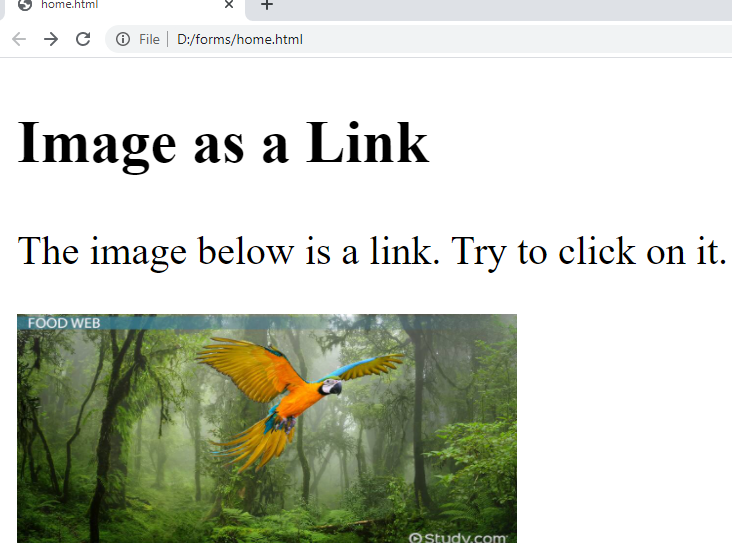 home.html
File D:/forms/home.html
Image as a Link
The image below is a link. Try to click on it.
FOOD WEB
Study.com